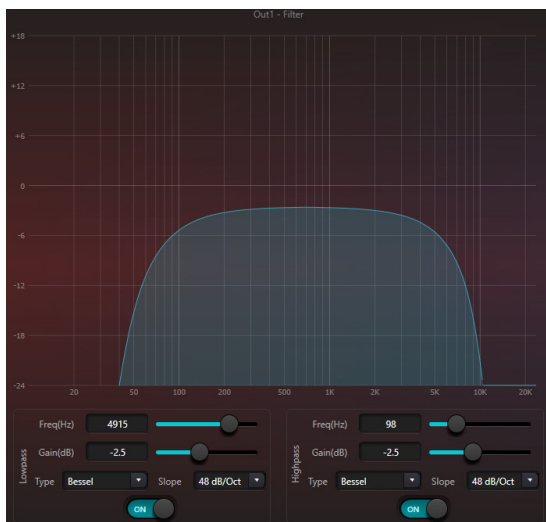 Out1 - Filter
+18
+12
+6
0
-6
-12
-18
-24
20 50 100 200 500 1K 2K 5K 10K 20K
Lowpass
Freq(Hz) 4915
Gain(dB) -2.5
Type Bessel Slope 48 dB/Oct
ON
Highpass
Freq(Hz) 98
Gain(dB) -2.5
Type Bessel Slope 48 dB/Oct
ON